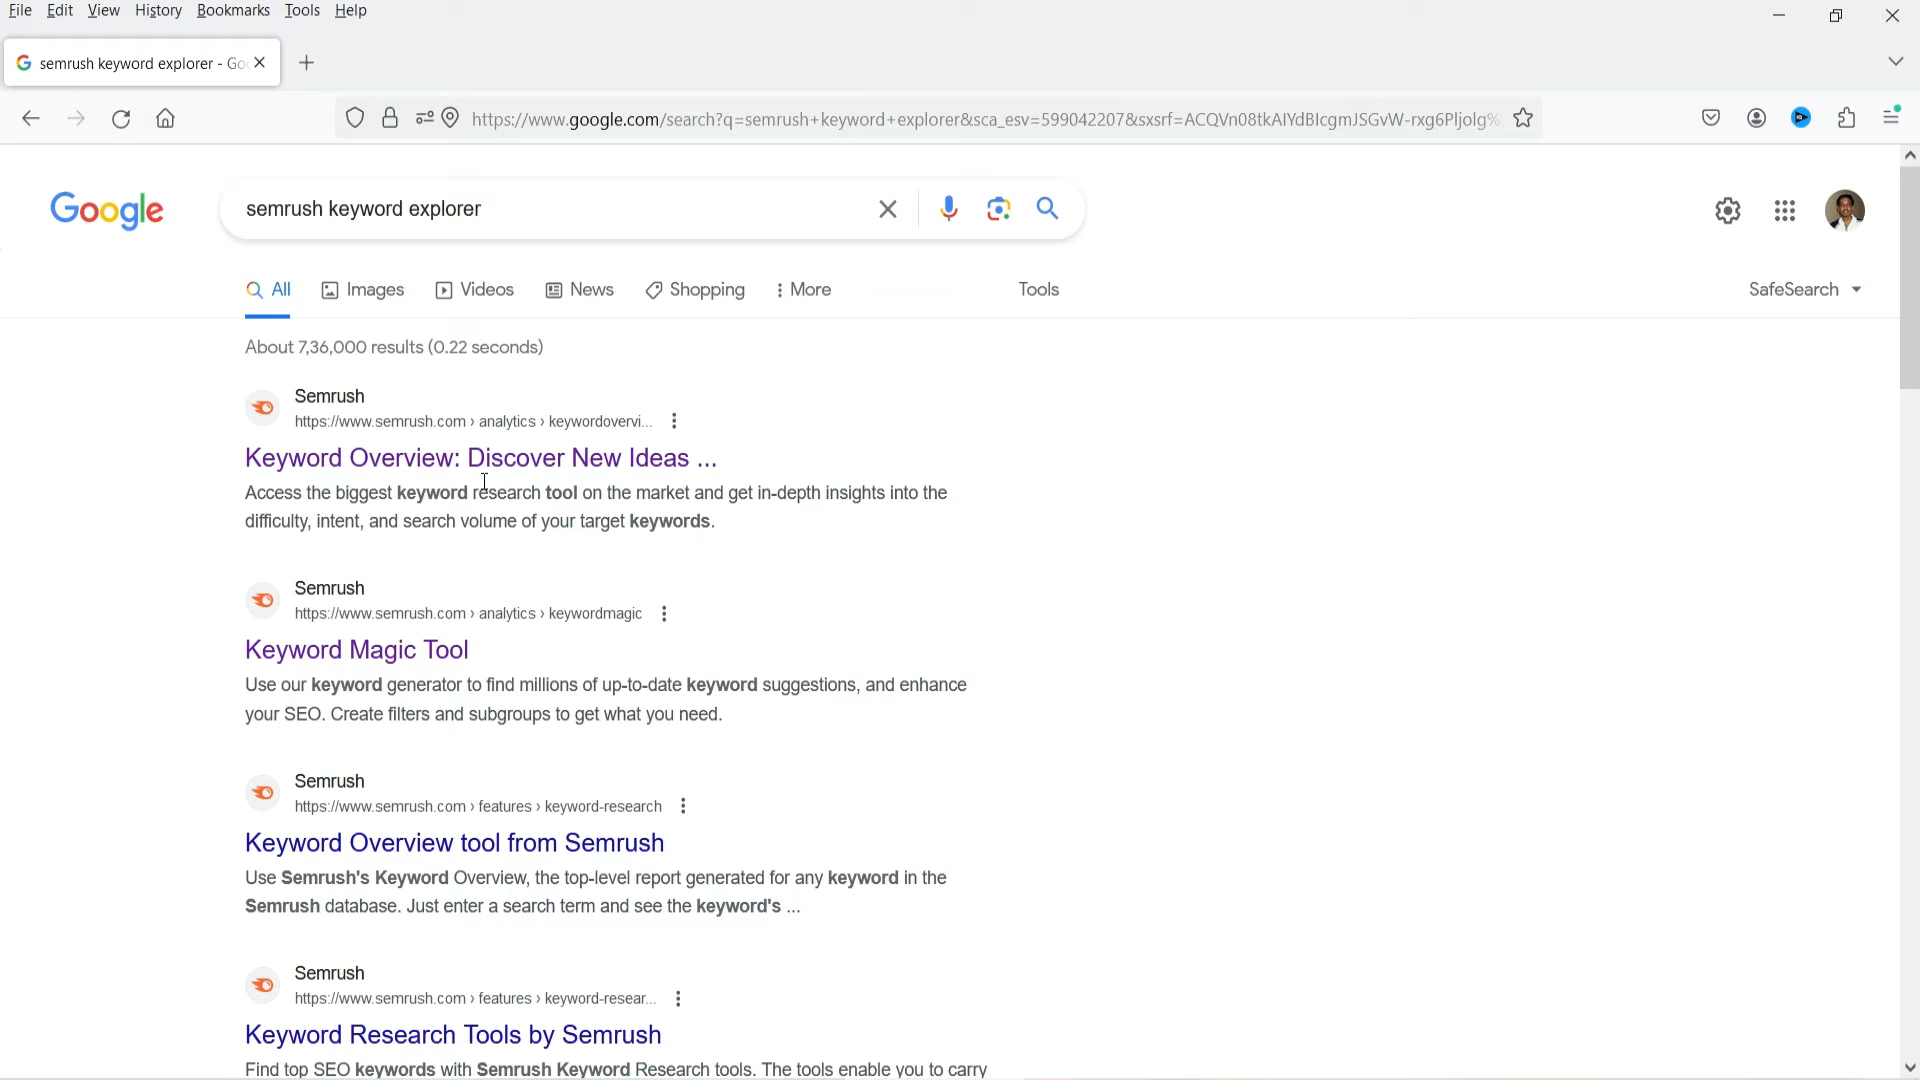 File Edit View History Bookmarks Tools Help
semrush keyword explorer - Goo
https://www.google.com/search?q=semrush+keyword+explorer&sca_esv=599042207&sxsrf=
Google
semrush keyword explorer
All Images Videos News Shopping More Tools SafeSearch
About 7,36,000 results (0.22 seconds)
Semrush
https://www.semrush.com › analytics › keywordovervi...
Keyword Overview: Discover New Ideas ...
Access the biggest keyword research tool on the market and get in-depth insights into the
difficulty, intent, and search volume of your target keywords.
Semrush
https://www.semrush.com › analytics › keywordmagic
Keyword Magic Tool
Use our keyword generator to find millions of up-to-date keyword suggestions, and enhance
your SEO. Create filters and subgroups to get what you need.
Semrush
https://www.semrush.com › features › keyword-research
Keyword Overview tool from Semrush
Use Semrush's Keyword Overview, the top-level report generated for any keyword in the
Semrush database. Just enter a search term and see the keyword's ...
Semrush
https://www.semrush.com › features › keyword-resear...
Keyword Research Tools by Semrush
Find top SEO keywords with Semrush Keyword Research tools. The tools enable you to carry